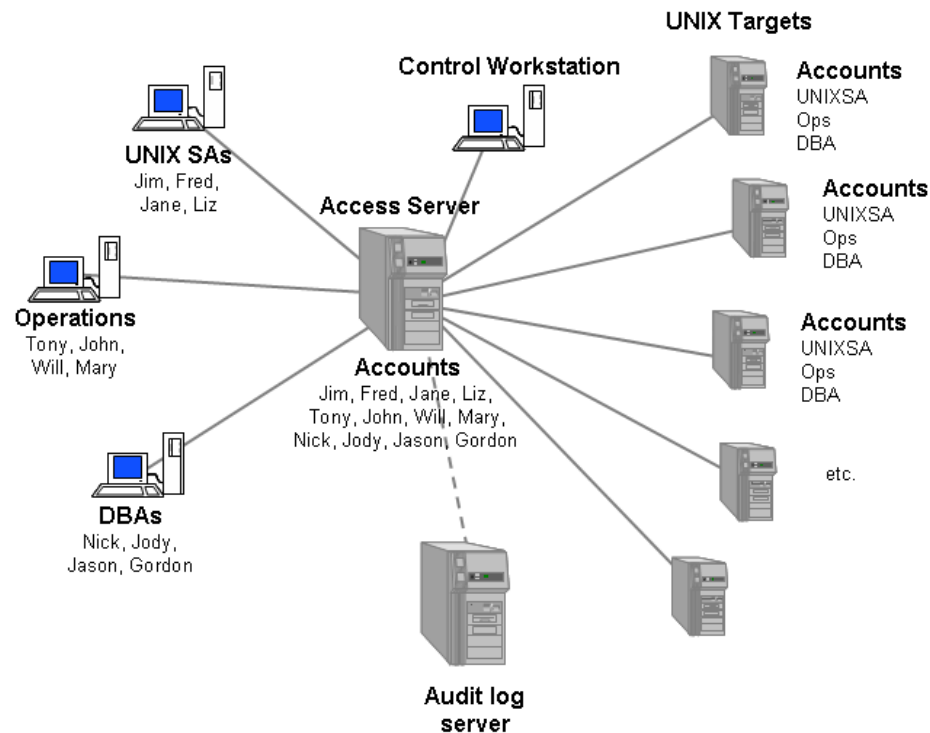 UNIX Targets
Control Workstation
Accounts
UNIXSA
Ops
DBA
UNIX SAs
Jim, Fred,
Jane, Liz
Access Server
Accounts
UNIXSA
Ops
DBA
Operations
Tony, John,
Will, Mary
Accounts
UNIXSA
Ops
DBA
Accounts
Jim, Fred, Jane, Liz,
Tony, John, Will, Mary,
Nick, Jody, Jason, Gordon
etc.
DBAs
Nick, Jody,
Jason, Gordon
Audit log
server